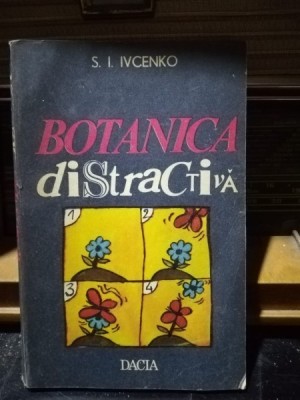 S. I. IVCENKO
BOTANICA
diStraCTivĂ
1 2
3 4
DACIA